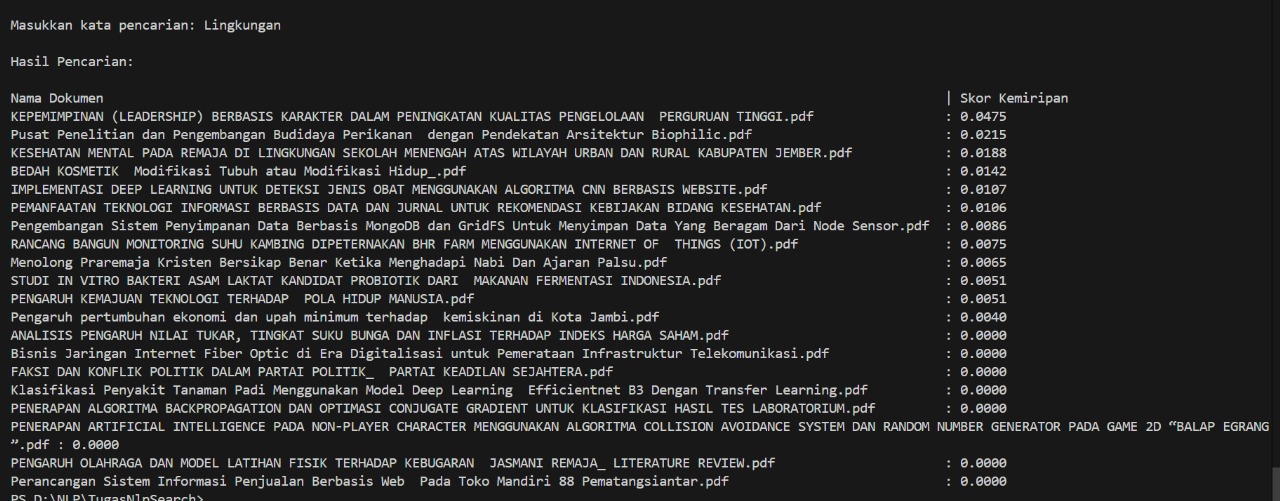 Masukkan kata pencarian: Lingkungan
Hasil Pencarian:
Nama Dokumen | Skor Kemiripan
KEPEMIMPINAN (LEADERSHIP) BERBASIS KARAKTER DALAM PENINGKATAN KUALITAS PENGELOLAAN  PERGURUAN TINGGI.pdf : 0.0475
Pusat Penelitian dan Pengembangan Budidaya Perikanan  dengan Pendekatan Arsitektur Biophilic.pdf : 0.0215
KESEHATAN MENTAL PADA REMAJA DI LINGKUNGAN SEKOLAH MENENGAH ATAS WILAYAH URBAN DAN RURAL KABUPATEN JEMBER.pdf : 0.0188
BEDAH KOSMETIK  Modifikasi Tubuh atau Modifikasi Hidup_.pdf : 0.0142
IMPLEMENTASI DEEP LEARNING UNTUK DETEKSI JENIS OBAT MENGGUNAKAN ALGORITMA CNN BERBASIS WEBSITE.pdf : 0.0107
PEMANFAATAN TEKNOLOGI INFORMASI BERBASIS DATA DAN JURNAL UNTUK REKOMENDASI KEBIJAKAN BIDANG KESEHATAN.pdf : 0.0106
Pengembangan Sistem Penyimpanan Data Berbasis MongoDB dan GridFS Untuk Menyimpan Data Yang Beragam Dari Node Sensor.pdf : 0.0086
RANCANG BANGUN MONITORING SUHU KAMBING DIPETERNAKAN BHR FARM MENGGUNAKAN INTERNET OF  THINGS (IOT).pdf : 0.0075
Menolong Praremaja Kristen Bersikap Benar Ketika Menghadapi Nabi Dan Ajaran Palsu.pdf : 0.0065
STUDI IN VITRO BAKTERI ASAM LAKTAT KANDIDAT PROBIOTIK DARI  MAKANAN FERMENTASI INDONESIA.pdf : 0.0051
PENGARUH KEMAJUAN TEKNOLOGI TERHADAP  POLA HIDUP MANUSIA.pdf : 0.0051
Pengaruh pertumbuhan ekonomi dan upah minimum terhadap  kemiskinan di Kota Jambi.pdf : 0.0040
ANALISIS PENGARUH NILAI TUKAR, TINGKAT SUKU BUNGA DAN INFLASI TERHADAP INDEKS HARGA SAHAM.pdf : 0.0000
Bisnis Jaringan Internet Fiber Optic di Era Digitalisasi untuk Pemerataan Infrastruktur Telekomunikasi.pdf : 0.0000
FAKSI DAN KONFLIK POLITIK DALAM PARTAI POLITIK_  PARTAI KEADILAN SEJAHTERA.pdf : 0.0000
Klasifikasi Penyakit Tanaman Padi Menggunakan Model Deep Learning  Efficientnet B3 Dengan Transfer Learning.pdf : 0.0000
PENERAPAN ALGORITMA BACKPROPAGATION DAN OPTIMASI CONJUGATE GRADIENT UNTUK KLASIFIKASI HASIL TES LABORATORIUM.pdf : 0.0000
PENERAPAN ARTIFICIAL INTELLIGENCE PADA NON-PLAYER CHARACTER MENGGUNAKAN ALGORITMA COLLISION AVOIDANCE SYSTEM DAN RANDOM NUMBER GENERATOR PADA GAME 2D “BALAP EGRANG
”.pdf : 0.0000
PENGARUH OLAHRAGA DAN MODEL LATIHAN FISIK TERHADAP KEBUGARAN  JASMANI REMAJA_ LITERATURE REVIEW.pdf : 0.0000
Perancangan Sistem Informasi Penjualan Berbasis Web  Pada Toko Mandiri 88 Pematangsiantar.pdf : 0.0000
PS D:\NLP\TugasNlpSearch>